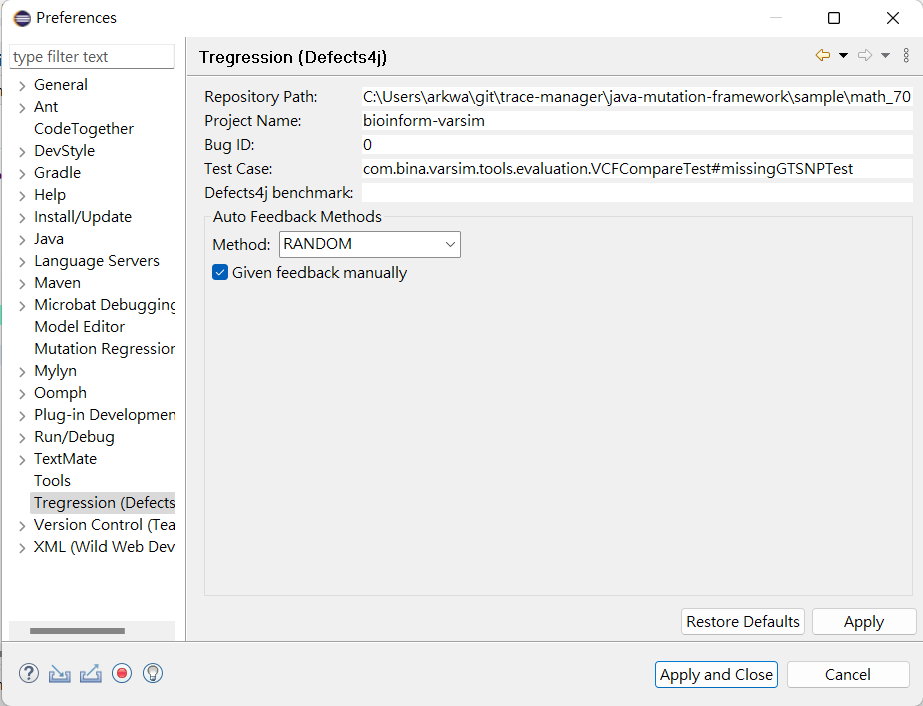 Preferences
type filter text
General
Ant
CodeTogether
DevStyle
Gradle
Help
Install/Update
Java
Language Servers
Maven
Microbat Debugging
Model Editor
Mutation Regression
Mylyn
Oomph
Plug-in Developmen
Run/Debug
TextMate
Tools
Tregression (Defects
Version Control (Tea
XML (Wild Web Dev
Tregression (Defects4j)
Repository Path: C:\Users\arkwa\git\trace-manager\java-mutation-framework\sample\math_70
Project Name: bioinform-varsim
Bug ID: 0
Test Case: com.bina.varsim.tools.evaluation.VCFCompareTest#missingGTSNPTest
Defects4j benchmark:
Auto Feedback Methods
Method: RANDOM
Given feedback manually
Restore Defaults Apply
Apply and Close Cancel